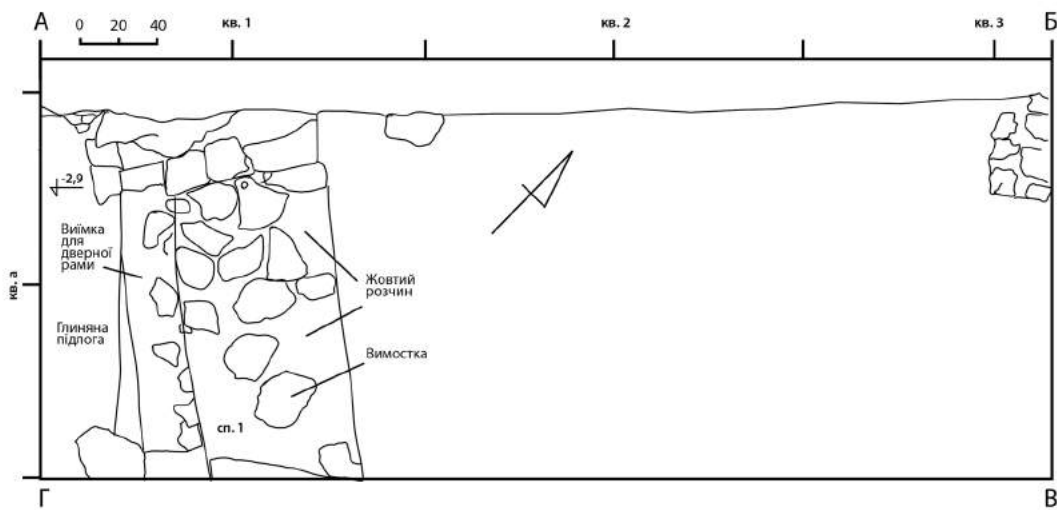 А
0 20 40
кв. 1
кв. 2
кв. 3
Б
-2,9
Виїмка
для
дверної
рами
кв. а
Жовтий
розчин
Глиняна
підлога
Вимостка
сп. 1
Г
В